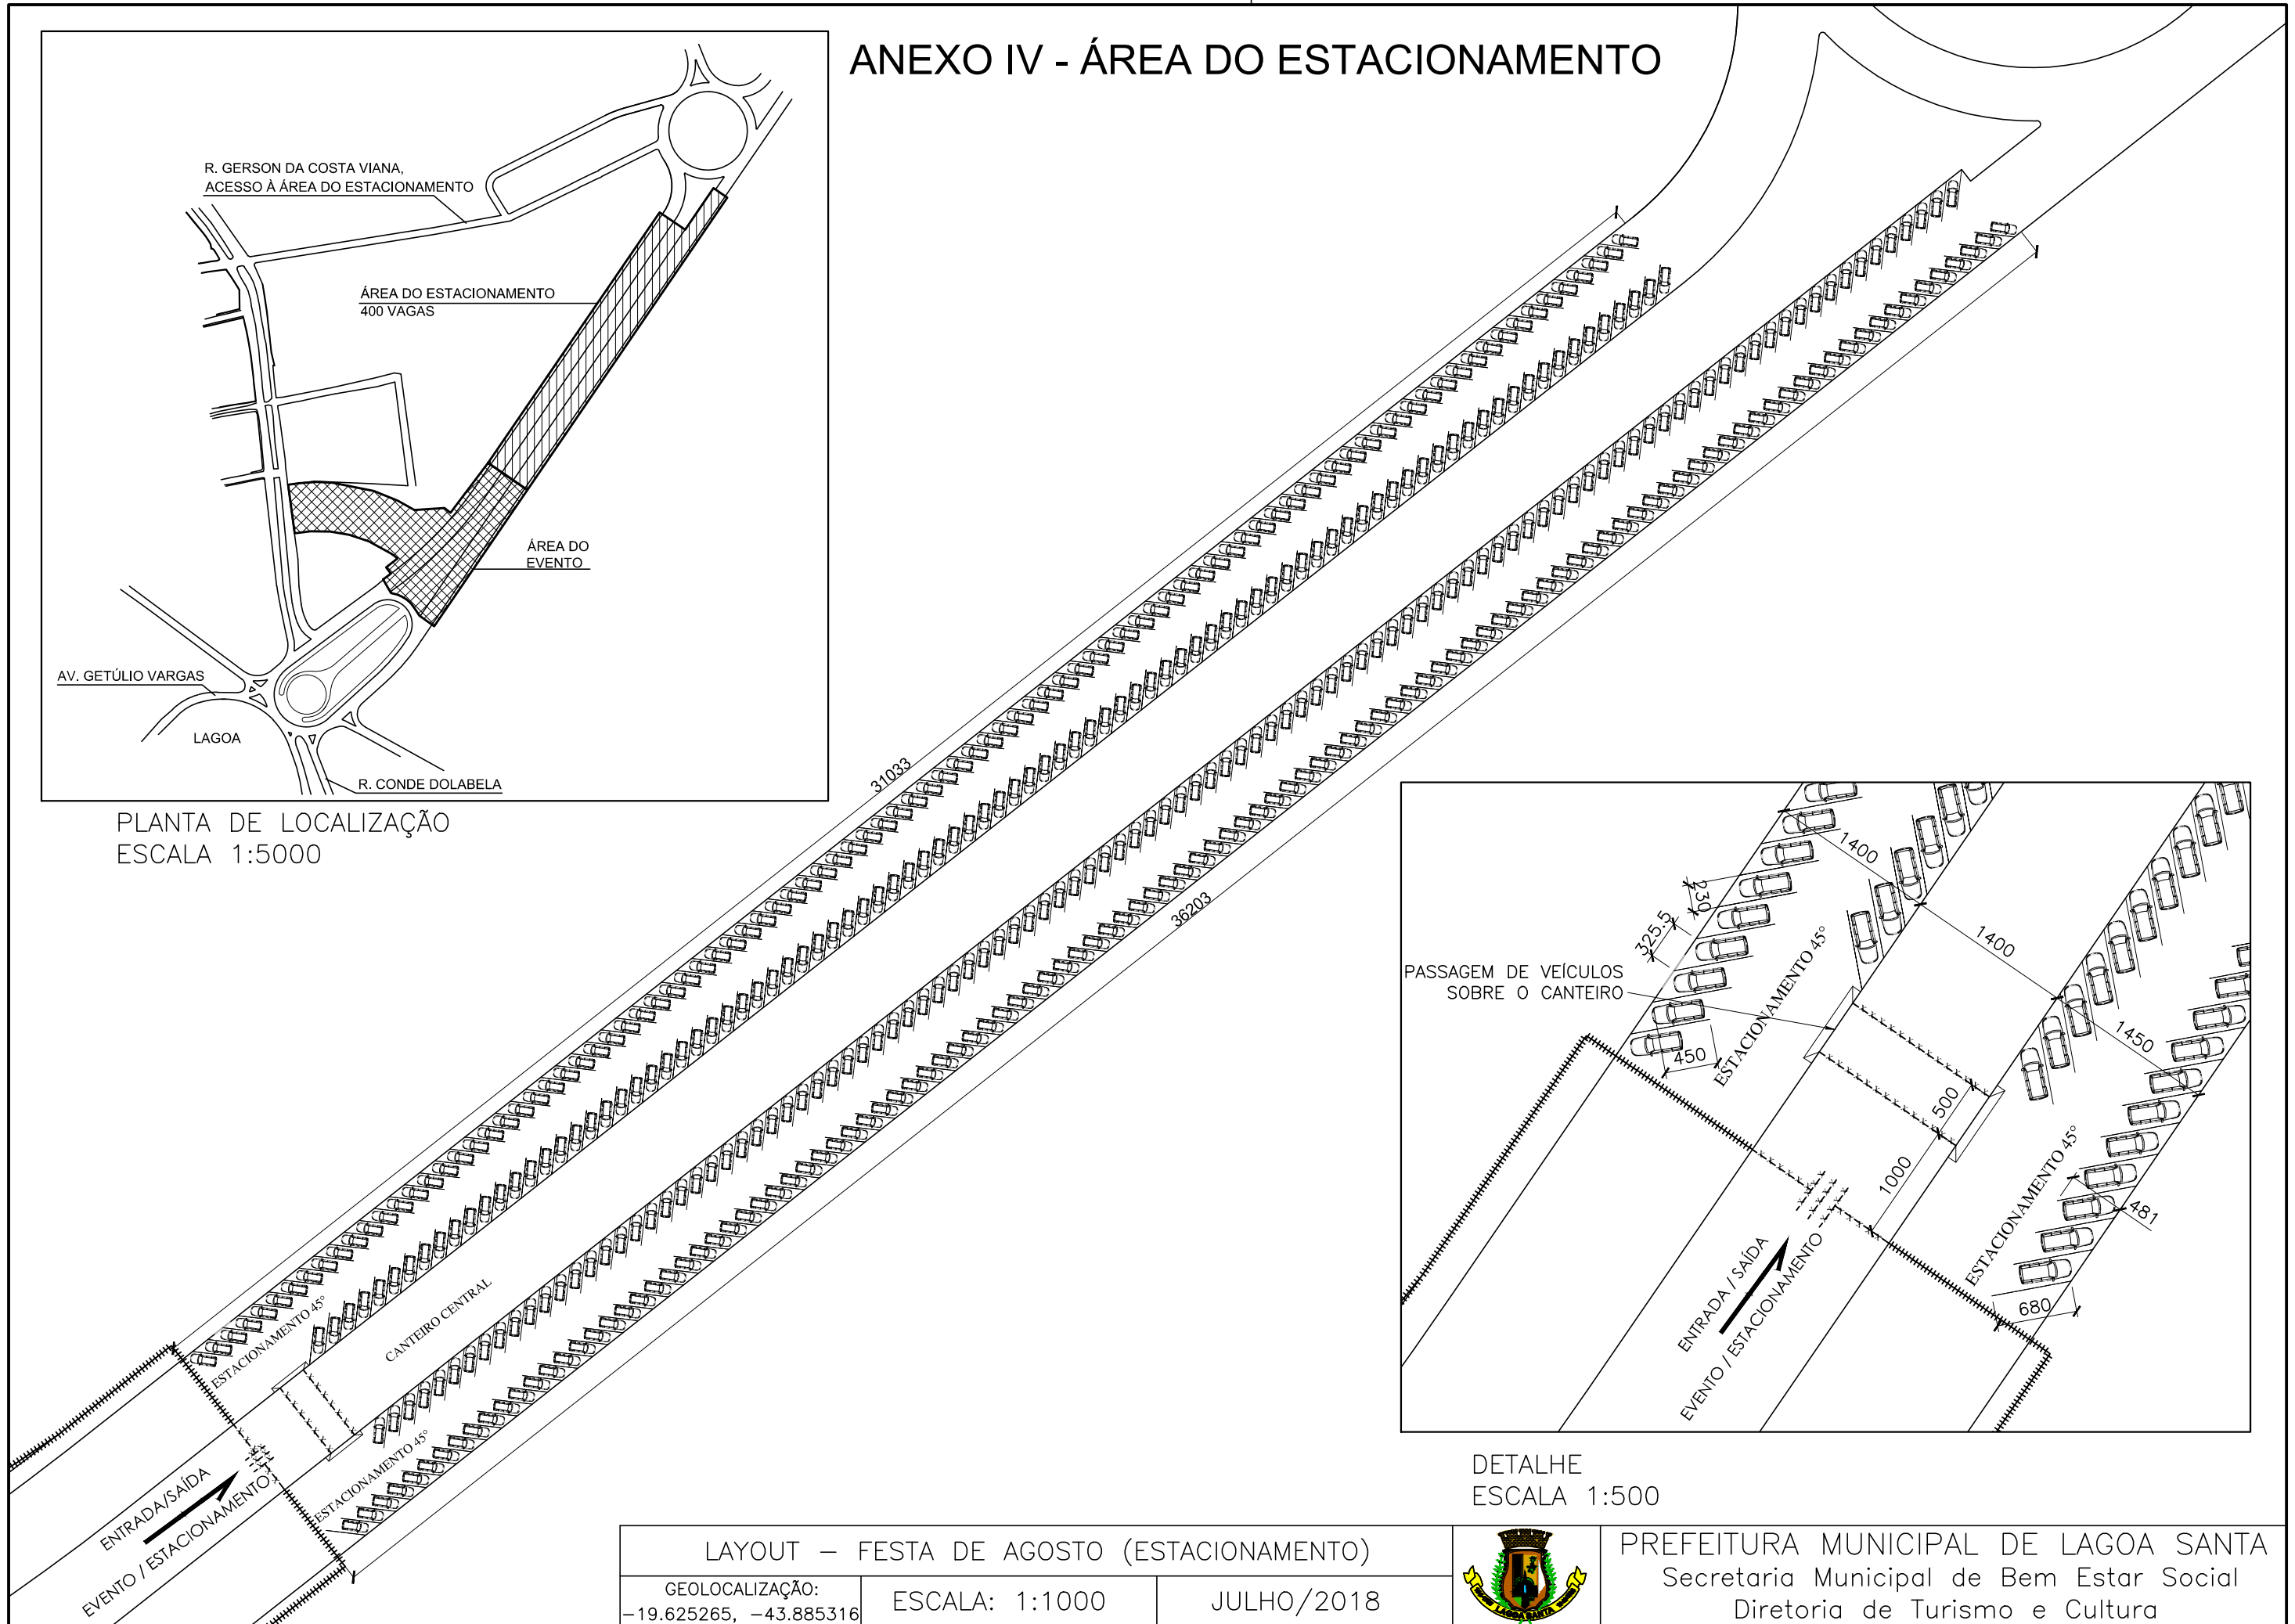 ANEXO IV - ÁREA DO ESTACIONAMENTO
R. GERSON DA COSTA VIANA,
ACESSO À ÁREA DO ESTACIONAMENTO
ÁREA DO ESTACIONAMENTO
400 VAGAS
ÁREA DO
EVENTO
AV. GETÚLIO VARGAS
LAGOA
R. CONDE DOLABELA
PLANTA DE LOCALIZAÇÃO
ESCALA 1:5000
31033
36203
ESTACIONAMENTO 45°
CANTEIRO CENTRAL
ESTACIONAMENTO 45°
ENTRADA/SAÍDA
EVENTO / ESTACIONAMENTO
1400
230
325.5
1400
PASSAGEM DE VEÍCULOS
SOBRE O CANTEIRO
ESTACIONAMENTO 45°
1450
450
500
1000
ESTACIONAMENTO 45°
481
680
ENTRADA / SAÍDA
EVENTO / ESTACIONAMENTO
DETALHE
ESCALA 1:500
LAYOUT – FESTA DE AGOSTO (ESTACIONAMENTO)
GEOLOCALIZAÇÃO:
-19.625265, -43.885316
ESCALA: 1:1000
JULHO/2018
LAGOA SANTA
PREFEITURA MUNICIPAL DE LAGOA SANTA
Secretaria Municipal de Bem Estar Social
Diretoria de Turismo e Cultura